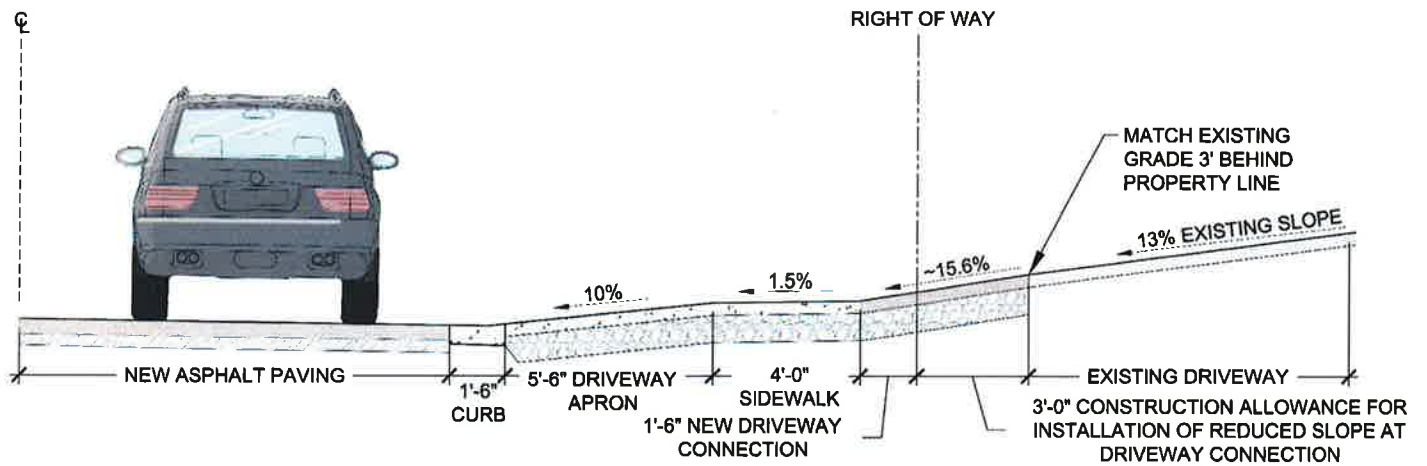 ℄
RIGHT OF WAY
MATCH EXISTING
GRADE 3' BEHIND
PROPERTY LINE
13% EXISTING SLOPE
~15.6%
1.5%
10%
NEW ASPHALT PAVING
1'-6"
CURB
5'-6" DRIVEWAY
APRON
4'-0"
SIDEWALK
1'-6" NEW DRIVEWAY
CONNECTION
EXISTING DRIVEWAY
3'-0" CONSTRUCTION ALLOWANCE FOR
INSTALLATION OF REDUCED SLOPE AT
DRIVEWAY CONNECTION